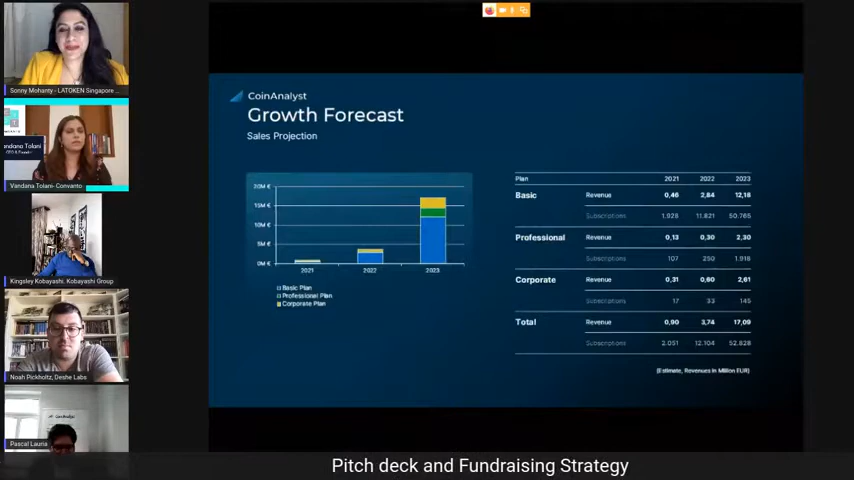 Sonny Mohanty - LATOKEN Singapore ...
Vandana Tolani- Convanto
Kingsley Kobayashi, Kobayashi Group
Noah Pickholtz, Deshe Labs
Pascal Lauria
CoinAnalyst
Growth Forecast
Sales Projection
20M €
15M €
10M €
5M €
0M €
2021 2022 2023
Basic Plan
Professional Plan
Corporate Plan
Plan 2021 2022 2023
Basic Revenue 0,46 2,84 12,18
Subscriptions 1.926 11.821 50.765
Professional Revenue 0,13 0,30 2,30
Subscriptions 107 250 1.918
Corporate Revenue 0,31 0,60 2,61
Subscriptions 17 33 145
Total Revenue 0,90 3,74 17,09
Subscriptions 2.051 12.104 52.828
(Estimate, Revenues in Million EUR)
Pitch deck and Fundraising Strategy